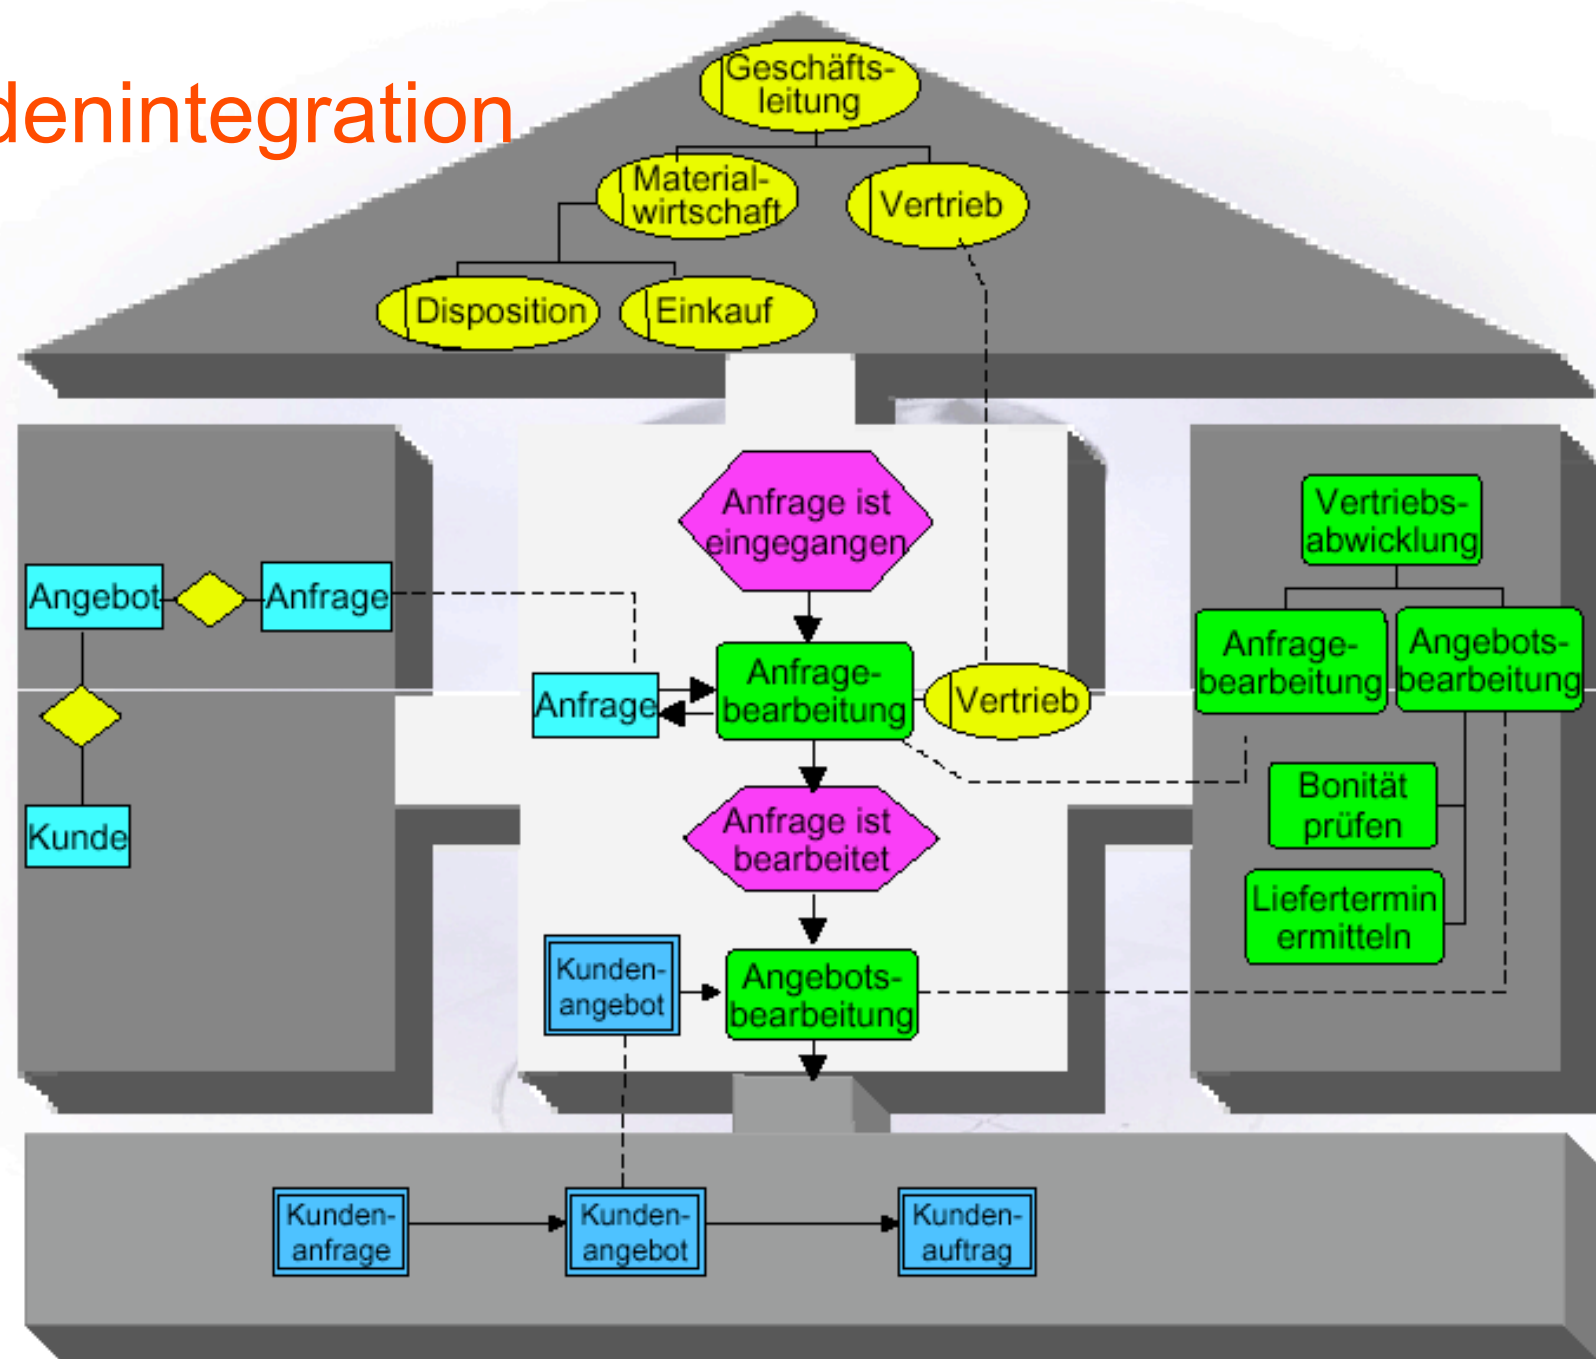 denintegration
Geschäfts-
leitung
Material-
wirtschaft
Vertrieb
Disposition
Einkauf
Anfrage ist
eingegangen
Vertriebs-
abwicklung
Angebot
Anfrage
Anfrage-
bearbeitung
Angebots-
bearbeitung
Anfrage
Anfrage-
bearbeitung
Vertrieb
Kunde
Anfrage ist
bearbeitet
Bonität
prüfen
Liefertermin
ermitteln
Kunden-
angebot
Angebots-
bearbeitung
Kunden-
anfrage
Kunden-
angebot
Kunden-
auftrag